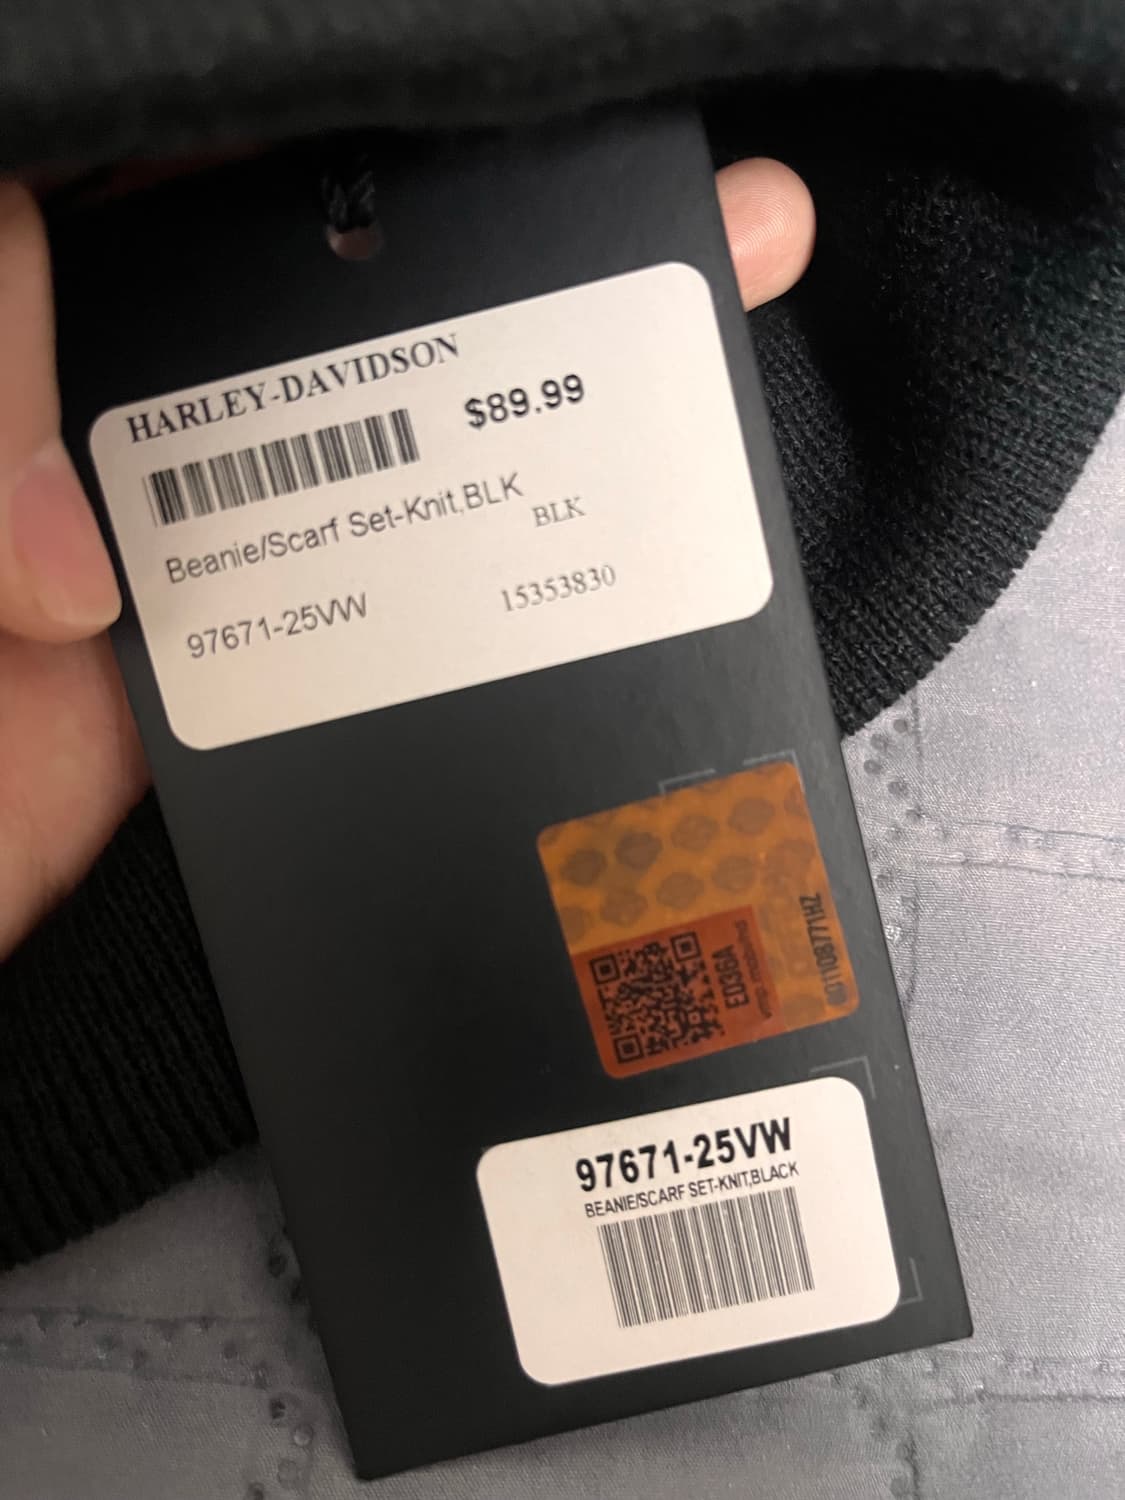 HARLEY-DAVIDSON
$89.99
Beanie/Scarf Set-Knit,BLK
BLK
97671-25VW
15353830
ED36A
97671-25VW
BEANIE/SCARF SET-KNIT,BLACK